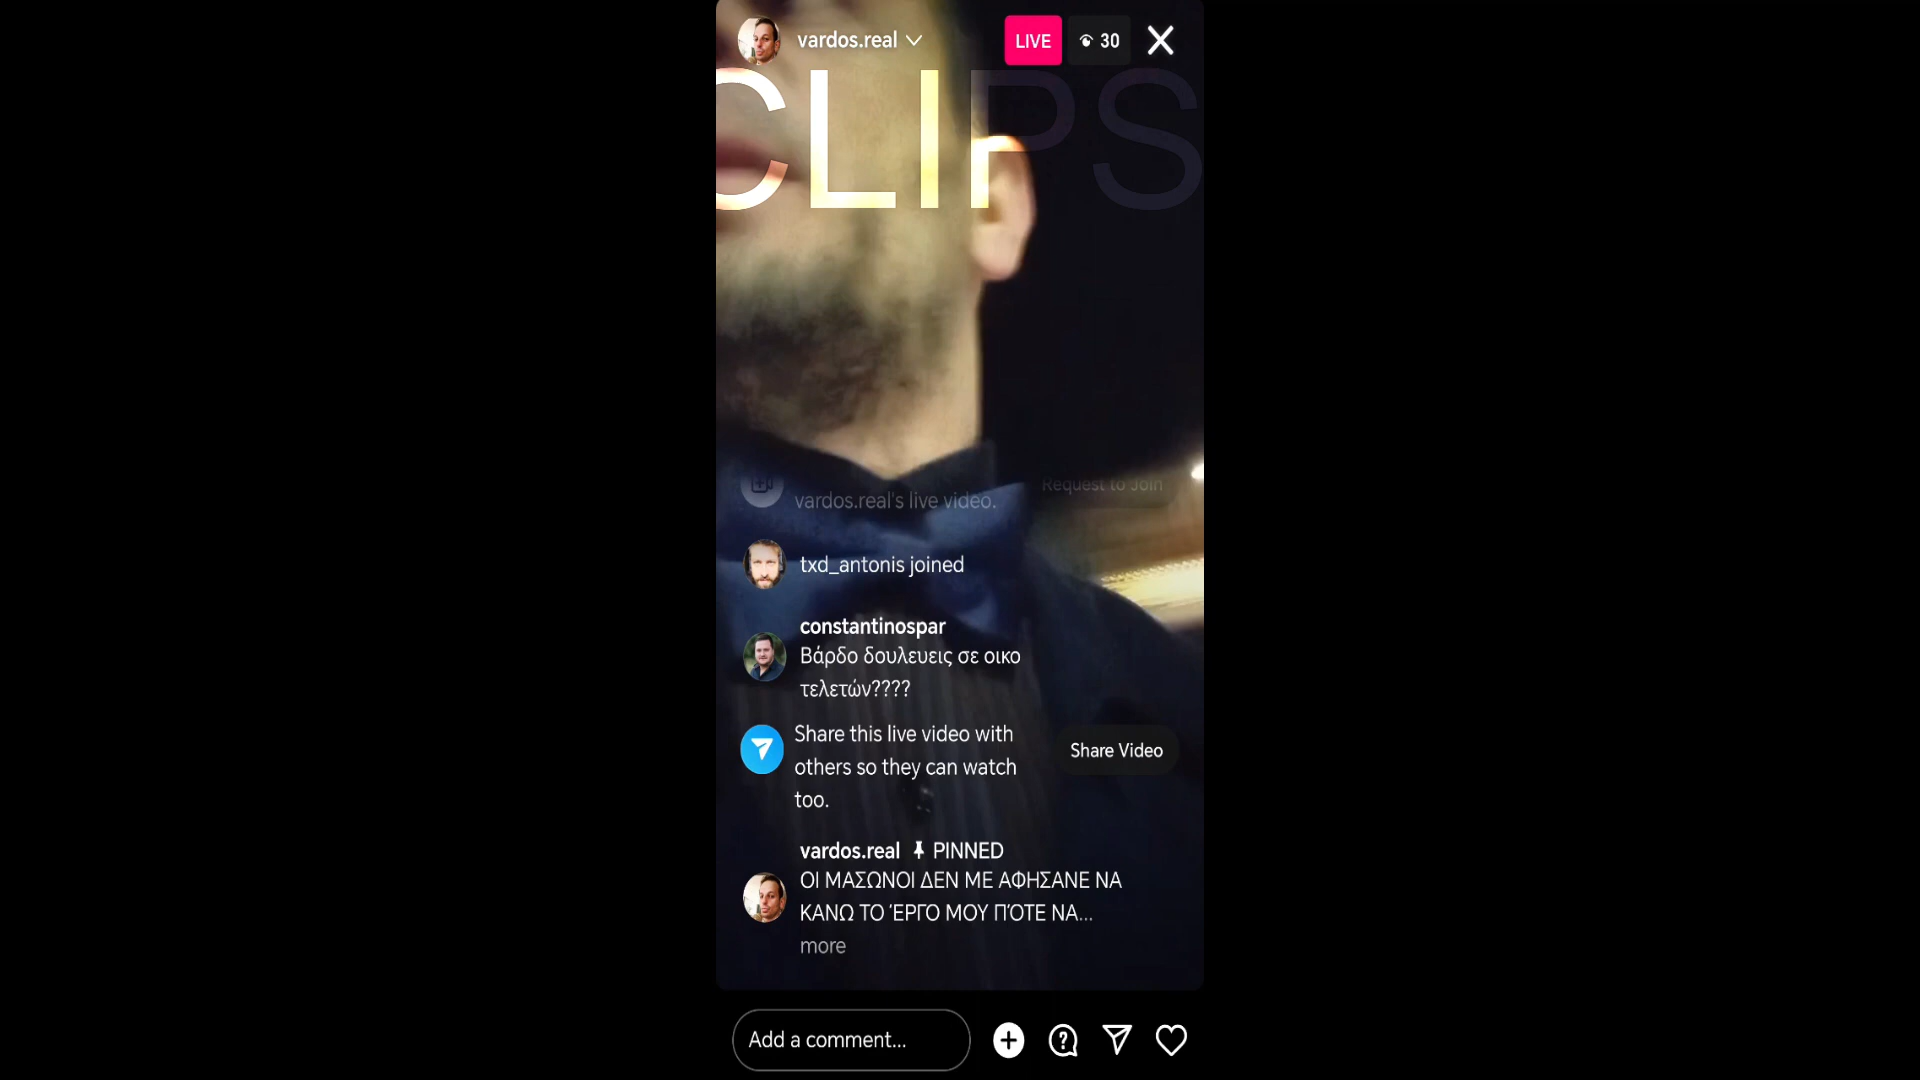 vardos.real
LIVE
30
CLIPS
vardos.real's live video.
Request to Join
txd_antonis joined
constantinospar
Βάρδο δουλευεις σε οικο
τελετών????
Share this live video with
others so they can watch
too.
Share Video
vardos.real PINNED
ΟΙ ΜΑΣΩΝΟΙ ΔΕΝ ΜΕ ΑΦΗΣΑΝΕ ΝΑ
ΚΑΝΩ ΤΟ ΈΡΓΟ ΜΟΥ ΠΌΤΕ ΝΑ...
more
Add a comment...